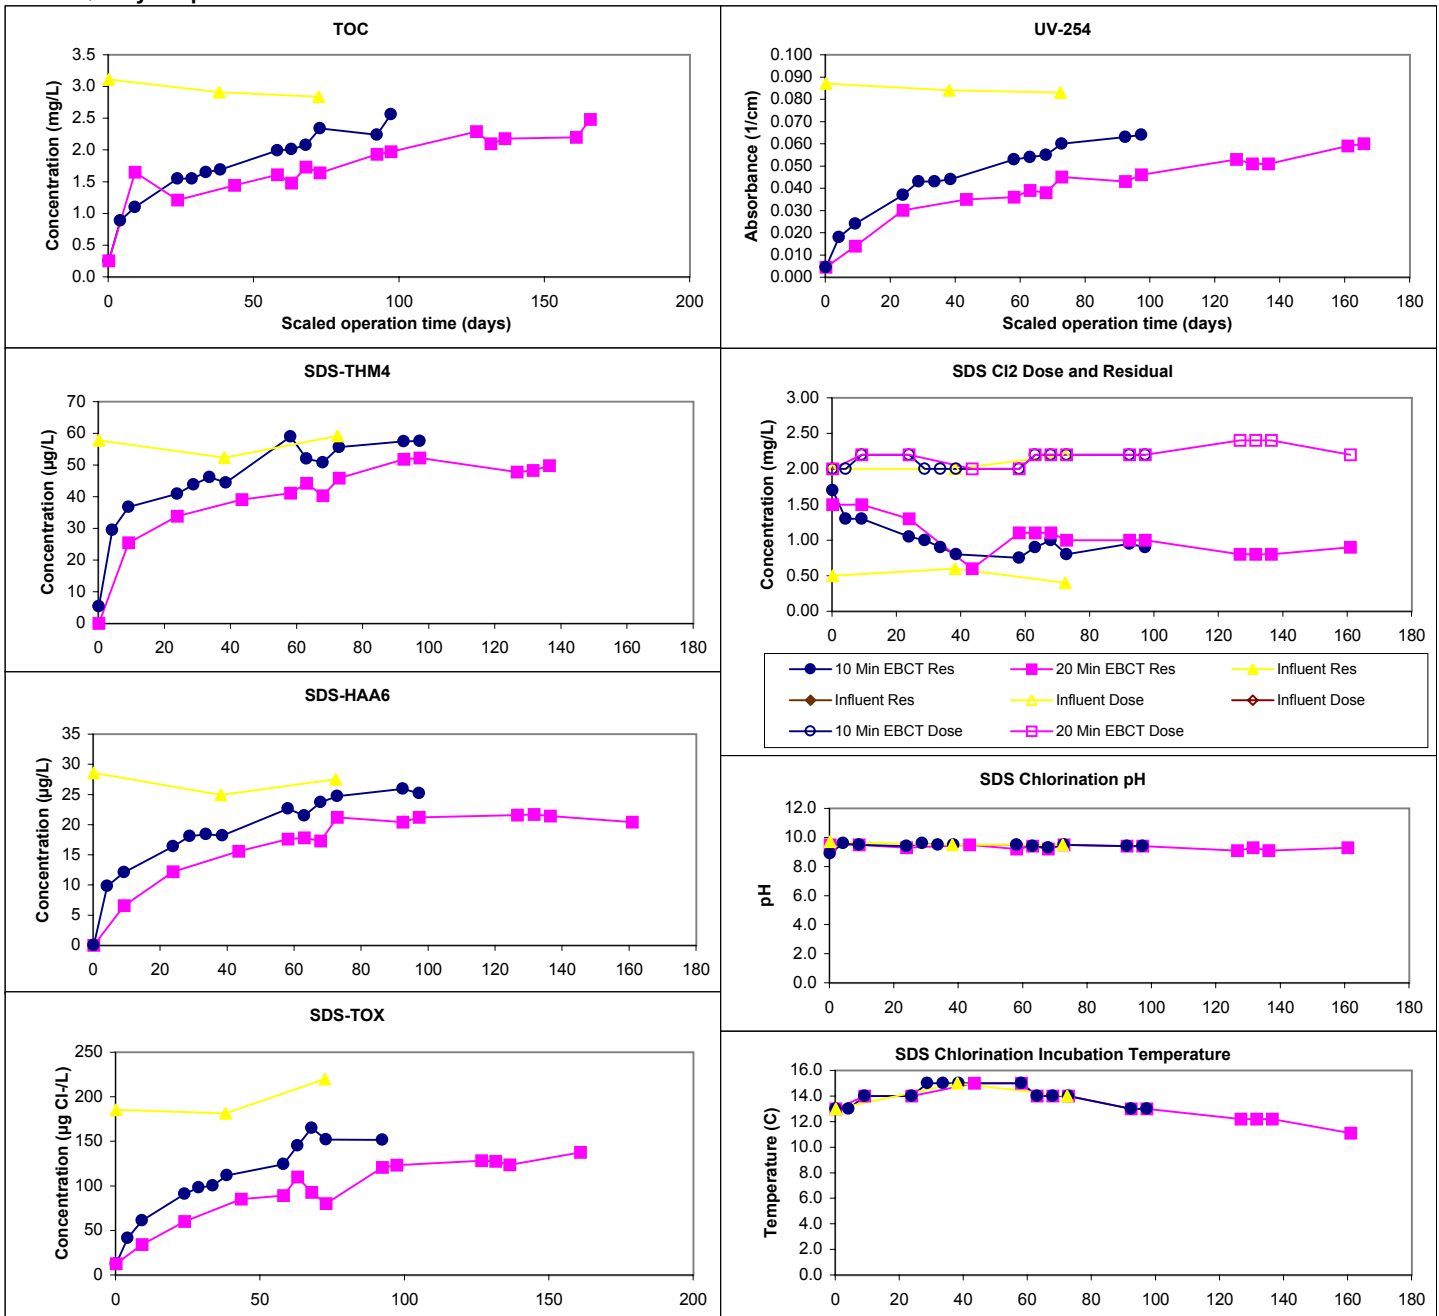 TOC
3.5
3.0
2.5
2.0
1.5
1.0
0.5
0.0
Concentration (mg/L)
0 50 100 150 200
Scaled operation time (days)
UV-254
0.100
0.090
0.080
0.070
0.060
0.050
0.040
0.030
0.020
0.010
0.000
Absorbance (1/cm)
0 20 40 60 80 100 120 140 160 180
Scaled operation time (days)
SDS-THM4
70
60
50
40
30
20
10
0
Concentration (µg/L)
0 20 40 60 80 100 120 140 160 180
SDS Cl2 Dose and Residual
3.00
2.50
2.00
1.50
1.00
0.50
0.00
Concentration (mg/L)
0 20 40 60 80 100 120 140 160 180
10 Min EBCT Res 20 Min EBCT Res Influent Res
Influent Res Influent Dose Influent Dose
10 Min EBCT Dose 20 Min EBCT Dose
SDS-HAA6
35
30
25
20
15
10
5
0
Concentration (µg/L)
0 20 40 60 80 100 120 140 160 180
SDS Chlorination pH
12.0
10.0
8.0
6.0
4.0
2.0
0.0
pH
0 20 40 60 80 100 120 140 160 180
SDS-TOX
250
200
150
100
50
0
Concentration (µg Cl-/L)
0 50 100 150 200
SDS Chlorination Incubation Temperature
16.0
14.0
12.0
10.0
8.0
6.0
4.0
2.0
0.0
Temperature (C)
0 20 40 60 80 100 120 140 160 180